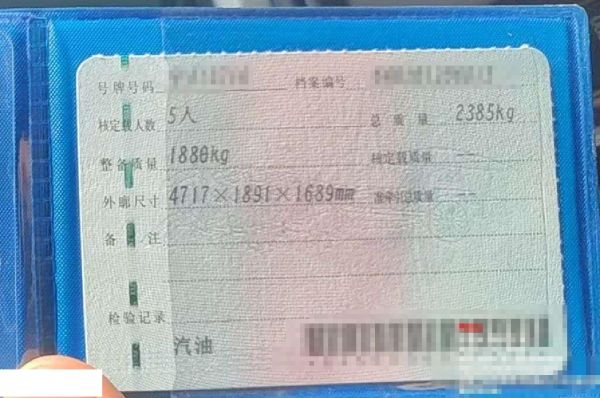 号牌号码 档案编号
核定载人数 5人 总质量 2385kg
整备质量 1880kg 核定载质量 --
外廓尺寸 4717×1891×1689mm 准牵引总质量 --
备注
检验记录
汽油